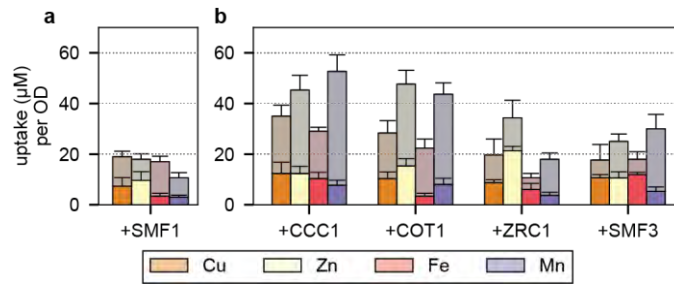 a
b
uptake (µM)
per OD
60
40
20
0
60
40
20
0
+SMF1
+CCC1
+COT1
+ZRC1
+SMF3
Cu
Zn
Fe
Mn